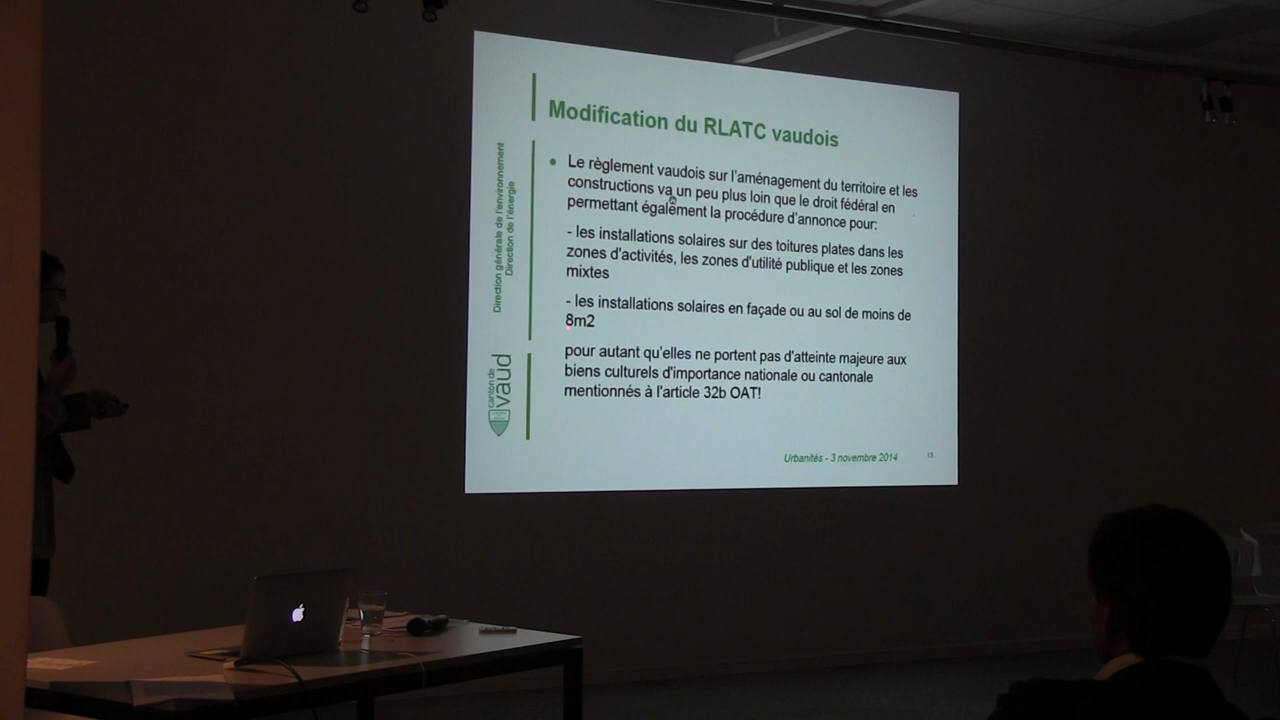 Modification du RLATC vaudois
• Le règlement vaudois sur l'aménagement du territoire et les
constructions va un peu plus loin que le droit fédéral en
permettant également la procédure d'annonce pour:
- les installations solaires sur des toitures plates dans les
zones d'activités, les zones d'utilité publique et les zones
mixtes
- les installations solaires en façade ou au sol de moins de
8m2
pour autant qu'elles ne portent pas d'atteinte majeure aux
biens culturels d'importance nationale ou cantonale
mentionnés à l'article 32b OAT!
Direction générale de l'environnement
Direction de l'énergie
canton de
vaud
Urbanités - 3 novembre 2014
13